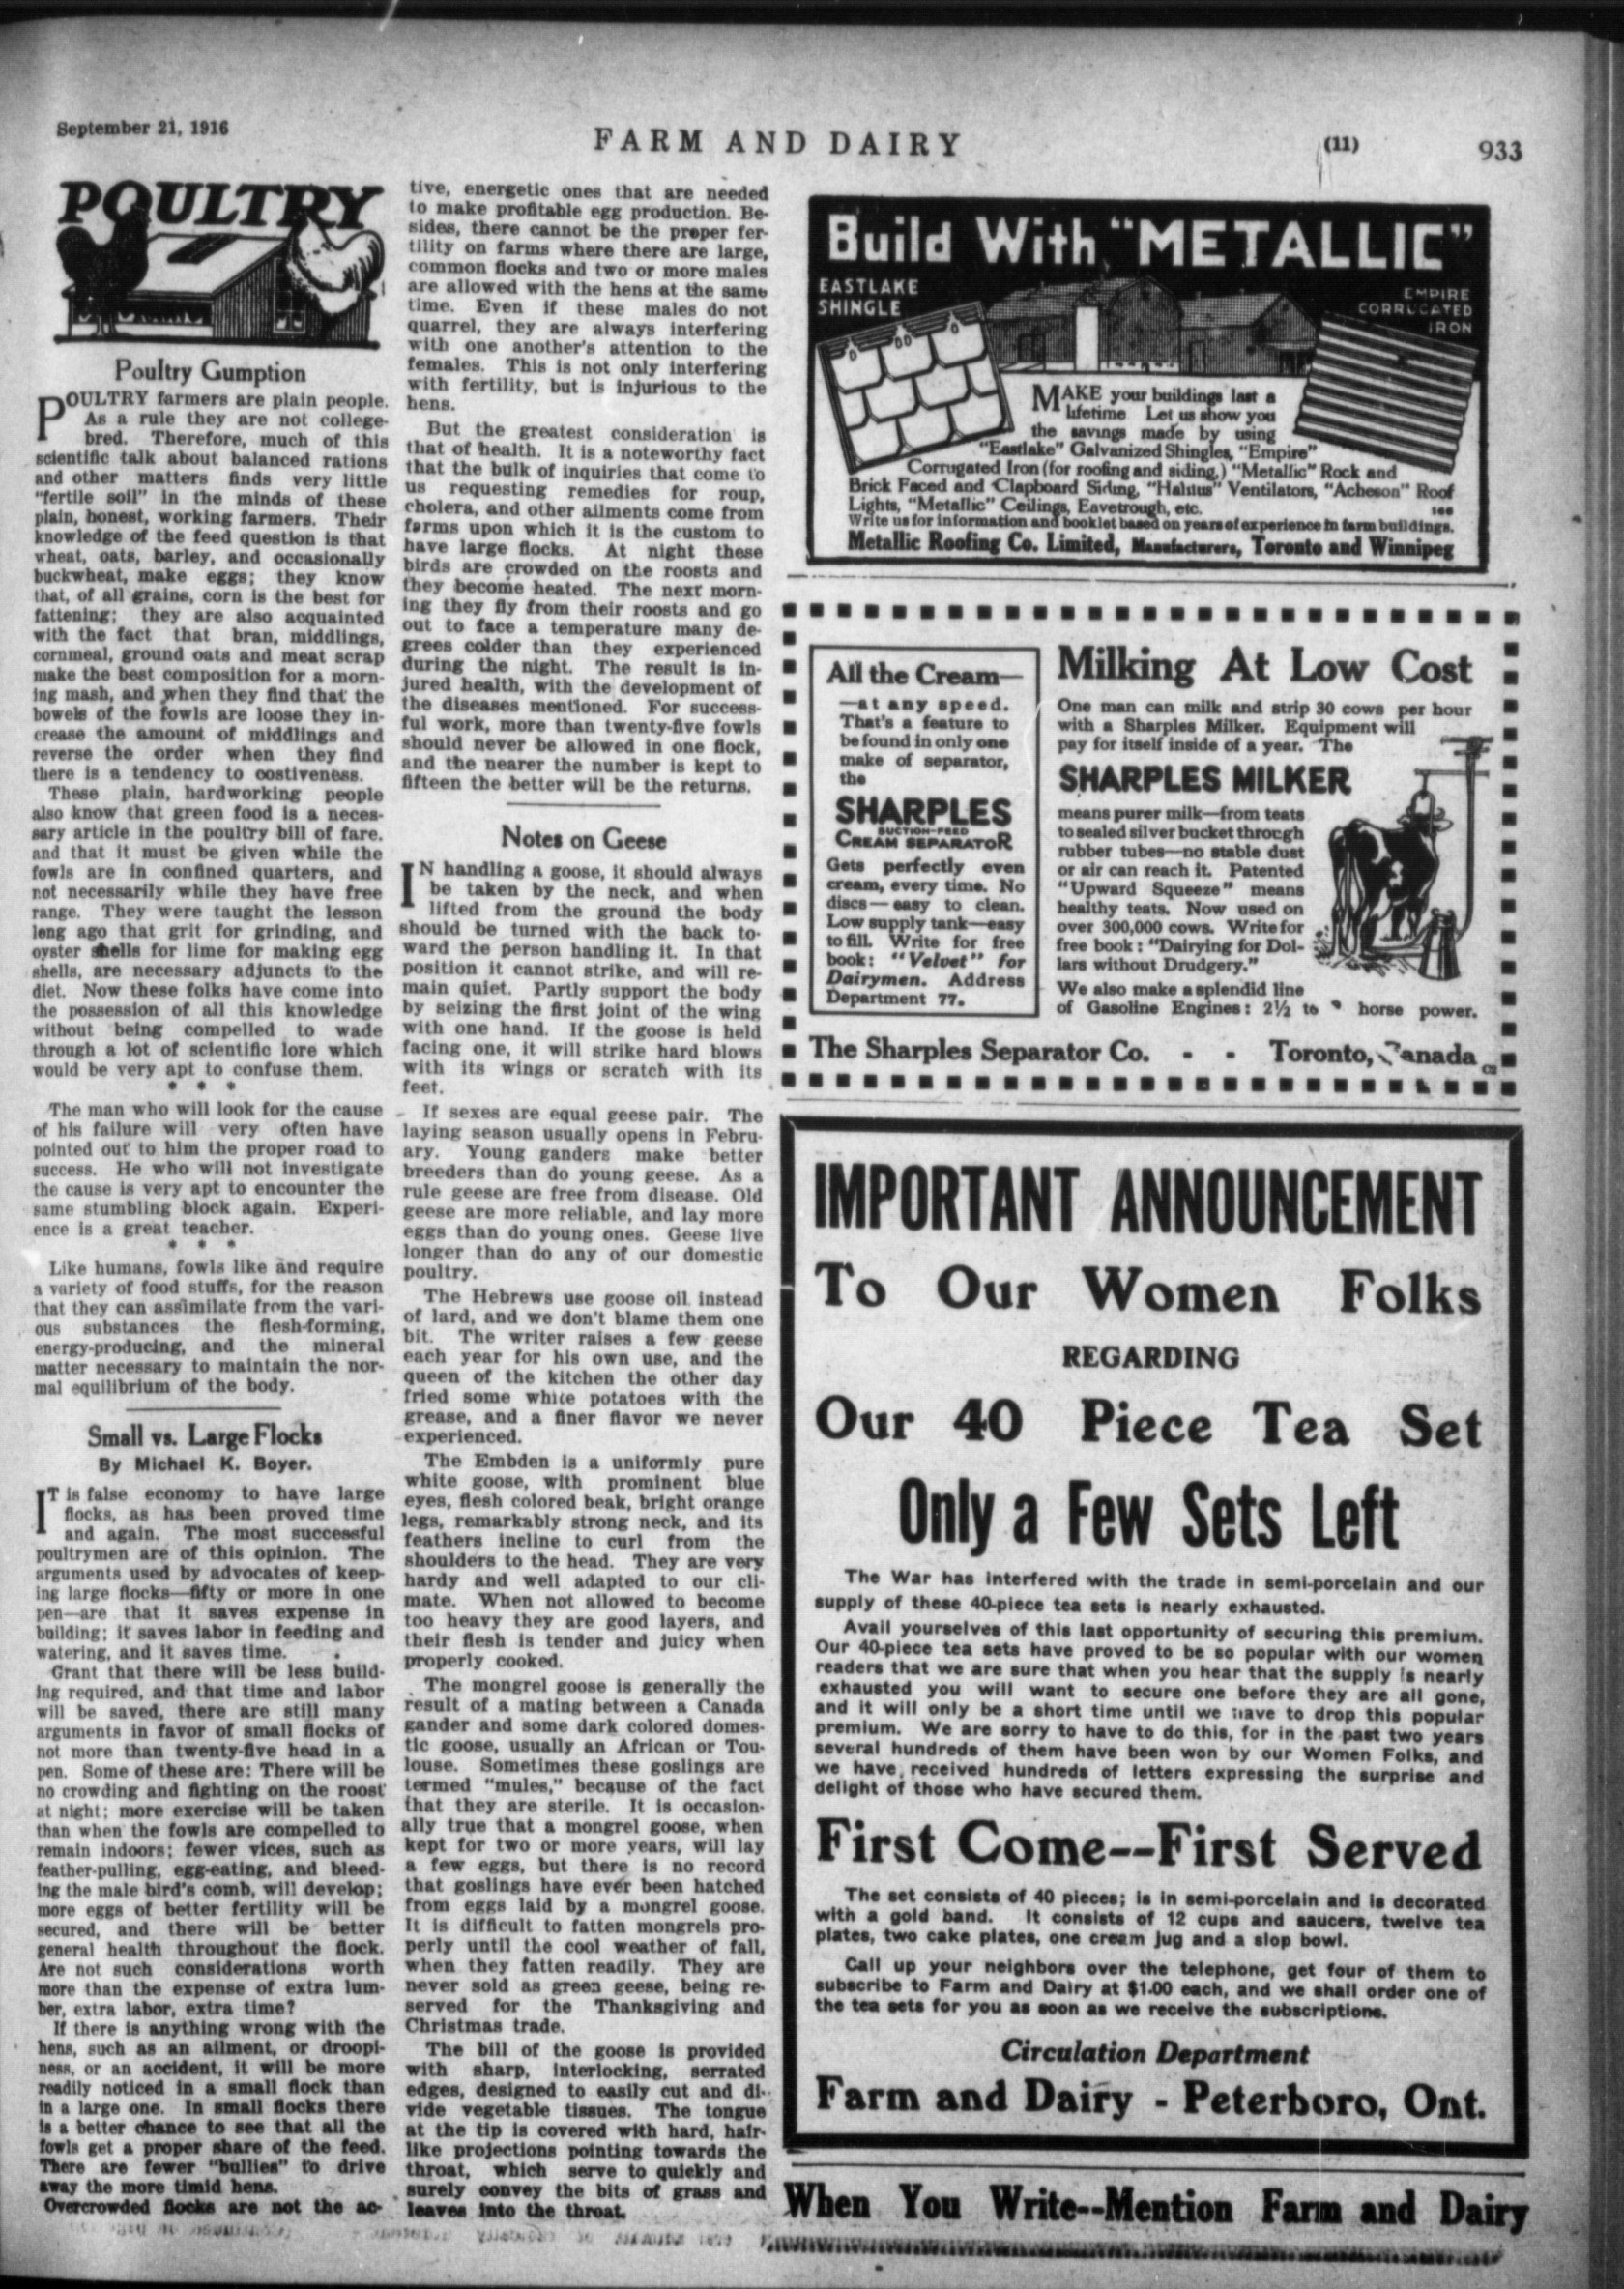 September 21, 1916
FARM AND DAIRY
(11)
933
POULTRY
Poultry Gumption
POULTRY farmers are plain people.
As a rule they are not college-
bred. Therefore, much of this
scientific talk about balanced rations
and other matters finds very little
"fertile soil" in the minds of these
plain, honest, working farmers. Their
knowledge of the feed question is that
wheat, oats, barley, and occasionally
buckwheat, make eggs; they know
that, of all grains, corn is the best for
fattening; they are also acquainted
with the fact that bran, middlings,
cornmeal, ground oats and meat scrap
make the best composition for a morn-
ing mash, and when they find that the
bowels of the fowls are loose they in-
crease the amount of middlings and
reverse the order when they find
there is a tendency to costiveness.
These plain, hardworking people
also know that green food is a neces-
sary article in the poultry bill of fare.
and that it must be given while the
fowls are in confined quarters, and
not necessarily while they have free
range. They were taught the lesson
long ago that grit for grinding, and
oyster shells for lime for making egg
shells, are necessary adjuncts to the
diet. Now these folks have come into
the possession of all this knowledge
without being compelled to wade
through a lot of scientific lore which
would be very apt to confuse them.
* * *
The man who will look for the cause
of his failure will very often have
pointed out to him the proper road to
success. He who will not investigate
the cause is very apt to encounter the
same stumbling block again. Experi-
ence is a great teacher.
* * *
Like humans, fowls like and require
a variety of food stuffs, for the reason
that they can assimilate from the vari-
ous substances the flesh-forming,
energy-producing, and the mineral
matter necessary to maintain the nor-
mal equilibrium of the body.
Small vs. Large Flocks
By Michael K. Boyer.
IT is false economy to have large
flocks, as has been proved time
and again. The most successful
poultrymen are of this opinion. The
arguments used by advocates of keep-
ing large flocks—fifty or more in one
pen—are that it saves expense in
building; it saves labor in feeding and
watering, and it saves time.
Grant that there will be less build-
ing required, and that time and labor
will be saved, there are still many
arguments in favor of small flocks of
not more than twenty-five head in a
pen. Some of these are: There will be
no crowding and fighting on the roost
at night; more exercise will be taken
than when the fowls are compelled to
remain indoors; fewer vices, such as
feather-pulling, egg-eating, and bleed-
ing the male bird's comb, will develop;
more eggs of better fertility will be
secured, and there will be better
general health throughout the flock.
Are not such considerations worth
more than the expense of extra lum-
ber, extra labor, extra time?
If there is anything wrong with the
hens, such as an ailment, or droopi-
ness, or an accident, it will be more
readily noticed in a small flock than
in a large one. In small flocks there
is a better chance to see that all the
fowls get a proper share of the feed.
There are fewer "bullies" to drive
away the more timid hens.
Overcrowded flocks are not the ac-
tive, energetic ones that are needed
to make profitable egg production. Be-
sides, there cannot be the proper fer-
tility on farms where there are large,
common flocks and two or more males
are allowed with the hens at the same
time. Even if these males do not
quarrel, they are always interfering
with one another's attention to the
females. This is not only interfering
with fertility, but is injurious to the
hens.
But the greatest consideration is
that of health. It is a noteworthy fact
that the bulk of inquiries that come to
us requesting remedies for roup,
cholera, and other ailments come from
farms upon which it is the custom to
have large flocks. At night these
birds are crowded on the roosts and
they become heated. The next morn-
ing they fly from their roosts and go
out to face a temperature many de-
grees colder than they experienced
during the night. The result is in-
jured health, with the development of
the diseases mentioned. For success-
ful work, more than twenty-five fowls
should never be allowed in one flock,
and the nearer the number is kept to
fifteen the better will be the returns.
Notes on Geese
IN handling a goose, it should always
be taken by the neck, and when
lifted from the ground the body
should be turned with the back to-
ward the person handling it. In that
position it cannot strike, and will re-
main quiet. Partly support the body
by seizing the first joint of the wing
with one hand. If the goose is held
facing one, it will strike hard blows
with its wings or scratch with its
feet.
If sexes are equal geese pair. The
laying season usually opens in Febru-
ary. Young ganders make better
breeders than do young geese. As a
rule geese are free from disease. Old
geese are more reliable, and lay more
eggs than do young ones. Geese live
longer than do any of our domestic
poultry.
The Hebrews use goose oil instead
of lard, and we don't blame them one
bit. The writer raises a few geese
each year for his own use, and the
queen of the kitchen the other day
fried some white potatoes with the
grease, and a finer flavor we never
experienced.
The Embden is a uniformly pure
white goose, with prominent blue
eyes, flesh colored beak, bright orange
legs, remarkably strong neck, and its
feathers incline to curl from the
shoulders to the head. They are very
hardy and well adapted to our cli-
mate. When not allowed to become
too heavy they are good layers, and
their flesh is tender and juicy when
properly cooked.
The mongrel goose is generally the
result of a mating between a Canada
gander and some dark colored domes-
tic goose, usually an African or Tou-
louse. Sometimes these goslings are
termed "mules," because of the fact
that they are sterile. It is occasion-
ally true that a mongrel goose, when
kept for two or more years, will lay
a few eggs, but there is no record
that goslings have ever been hatched
from eggs laid by a mongrel goose.
It is difficult to fatten mongrels pro-
perly until the cool weather of fall,
when they fatten readily. They are
never sold as green geese, being re-
served for the Thanksgiving and
Christmas trade.
The bill of the goose is provided
with sharp, interlocking, serrated
edges, designed to easily cut and di-
vide vegetable tissues. The tongue
at the tip is covered with hard, hair-
like projections pointing towards the
throat, which serve to quickly and
surely convey the bits of grass and
leaves into the throat.
Build With "METALLIC"
EASTLAKE
SHINGLE
EMPIRE
CORRUGATED
IRON
MAKE your buildings last a
lifetime. Let us show you
the savings made by using
"Eastlake" Galvanized Shingles, "Empire"
Corrugated Iron (for roofing and siding,) "Metallic" Rock and
Brick Faced and Clapboard Siding, "Halitus" Ventilators, "Acheson" Roof
Lights, "Metallic" Ceilings, Eavetrough, etc.
Write us for information and booklet based on years of experience in farm buildings.
Metallic Roofing Co. Limited, Manufacturers, Toronto and Winnipeg
All the Cream—
—at any speed.
That's a feature to
be found in only one
make of separator,
the
SHARPLES
SUCTION-FEED
CREAM SEPARATOR
Gets perfectly even
cream, every time. No
discs—easy to clean.
Low supply tank—easy
to fill. Write for free
book: "Velvet" for
Dairymen. Address
Department 77.
Milking At Low Cost
One man can milk and strip 30 cows per hour
with a Sharples Milker. Equipment will
pay for itself inside of a year. The
SHARPLES MILKER
means purer milk—from teats
to sealed silver bucket through
rubber tubes—no stable dust
or air can reach it. Patented
"Upward Squeeze" means
healthy teats. Now used on
over 300,000 cows. Write for
free book: "Dairying for Dol-
lars without Drudgery."
We also make a splendid line
of Gasoline Engines: 2½ to horse power.
The Sharples Separator Co. - - Toronto, Canada
IMPORTANT ANNOUNCEMENT
To Our Women Folks
REGARDING
Our 40 Piece Tea Set
Only a Few Sets Left
The War has interfered with the trade in semi-porcelain and our
supply of these 40-piece tea sets is nearly exhausted.
Avail yourselves of this last opportunity of securing this premium.
Our 40-piece tea sets have proved to be so popular with our women
readers that we are sure that when you hear that the supply is nearly
exhausted you will want to secure one before they are all gone,
and it will only be a short time until we have to drop this popular
premium. We are sorry to have to do this, for in the past two years
several hundreds of them have been won by our Women Folks, and
we have received hundreds of letters expressing the surprise and
delight of those who have secured them.
First Come--First Served
The set consists of 40 pieces; is in semi-porcelain and is decorated
with a gold band. It consists of 12 cups and saucers, twelve tea
plates, two cake plates, one cream jug and a slop bowl.
Call up your neighbors over the telephone, get four of them to
subscribe to Farm and Dairy at $1.00 each, and we shall order one of
the tea sets for you as soon as we receive the subscriptions.
Circulation Department
Farm and Dairy - Peterboro, Ont.
When You Write--Mention Farm and Dairy